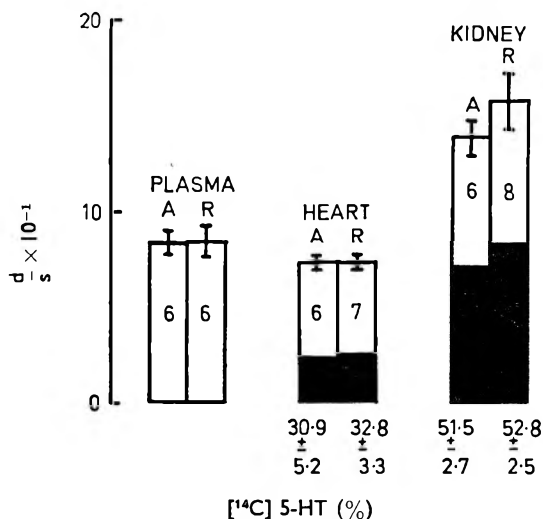 20
KIDNEY
R
A
PLASMA
A R
HEART
A R
10
d/s × 10⁻¹
6 8
6 6
6 7
0
30·9 32·8 51·5 52·8
± ± ± ±
5·2 3·3 2·7 2·5
[¹⁴C] 5-HT (%)